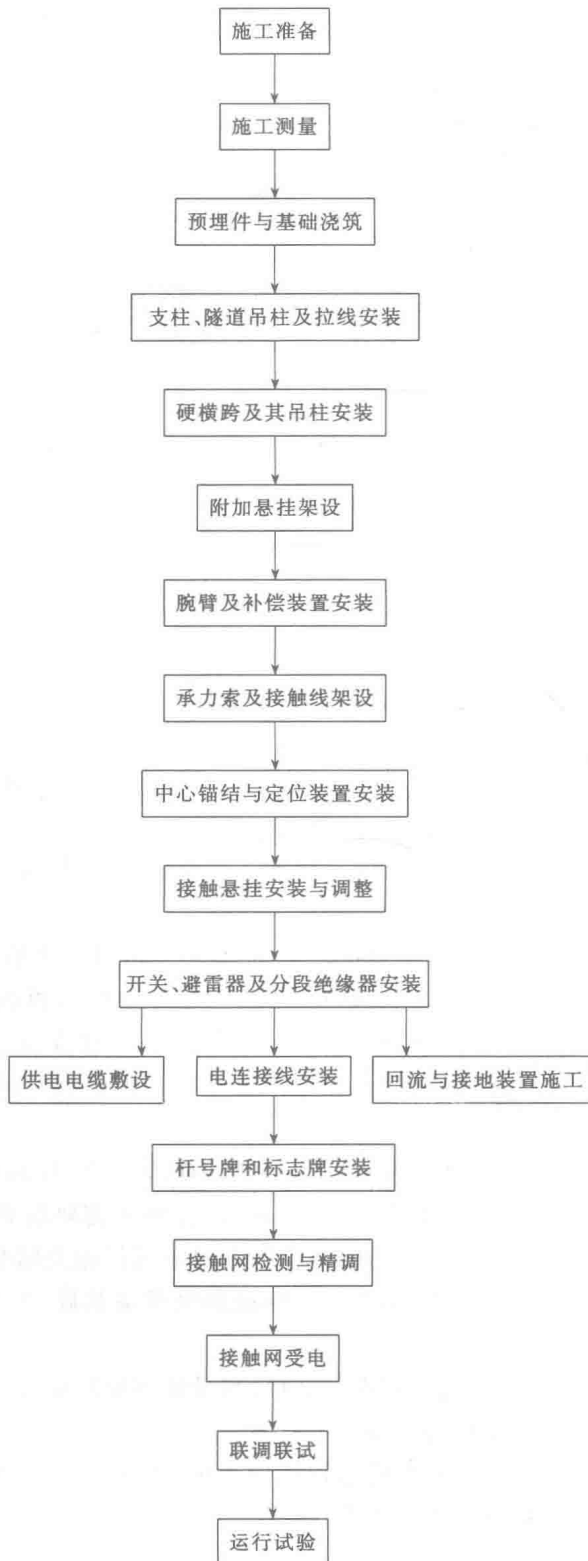 施工准备
施工测量
预埋件与基础浇筑
支柱、隧道吊柱及拉线安装
硬横跨及其吊柱安装
附加悬挂架设
腕臂及补偿装置安装
承力索及接触线架设
中心锚结与定位装置安装
接触悬挂安装与调整
开关、避雷器及分段绝缘器安装
供电电缆敷设
电连接线安装
回流与接地装置施工
杆号牌和标志牌安装
接触网检测与精调
接触网受电
联调联试
运行试验